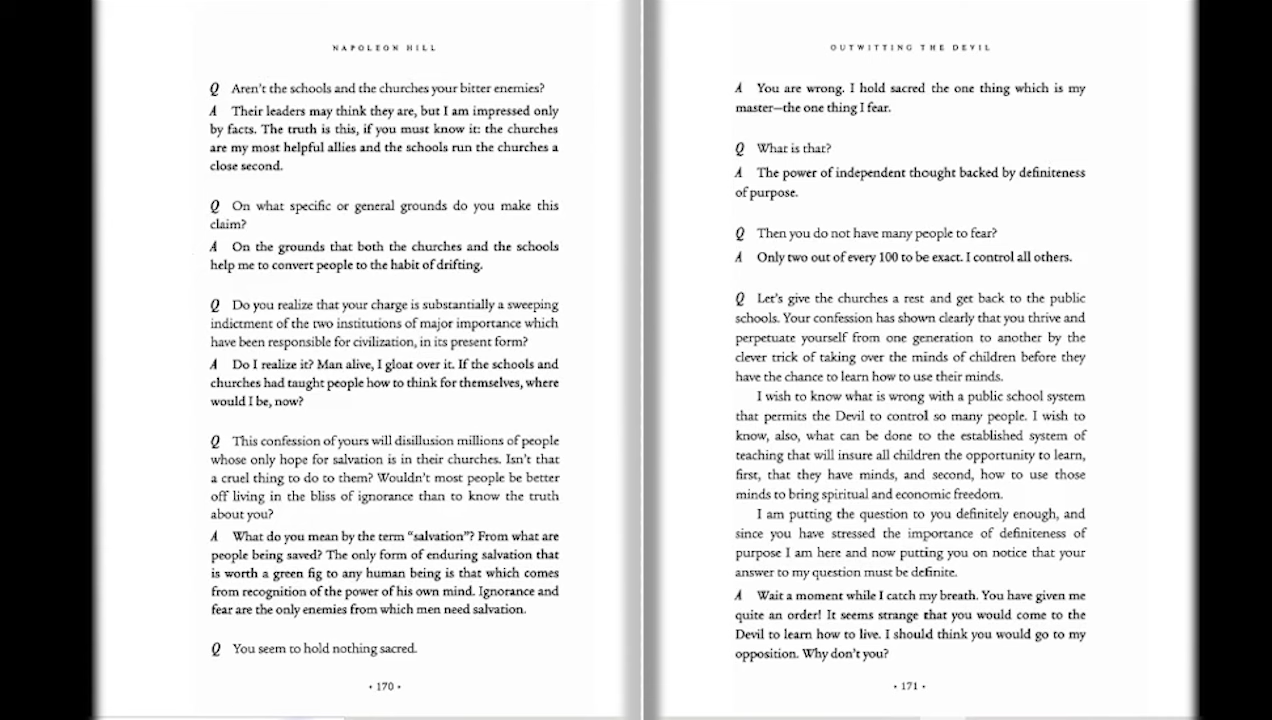 NAPOLEON HILL
Q Aren't the schools and the churches your bitter enemies?
A Their leaders may think they are, but I am impressed only
by facts. The truth is this, if you must know it: the churches
are my most helpful allies and the schools run the churches a
close second.
Q On what specific or general grounds do you make this
claim?
A On the grounds that both the churches and the schools
help me to convert people to the habit of drifting.
Q Do you realize that your charge is substantially a sweeping
indictment of the two institutions of major importance which
have been responsible for civilization, in its present form?
A Do I realize it? Man alive, I gloat over it. If the schools and
churches had taught people how to think for themselves, where
would I be, now?
Q This confession of yours will disillusion millions of people
whose only hope for salvation is in their churches. Isn't that
a cruel thing to do to them? Wouldn't most people be better
off living in the bliss of ignorance than to know the truth
about you?
A What do you mean by the term "salvation"? From what are
people being saved? The only form of enduring salvation that
is worth a green fig to any human being is that which comes
from recognition of the power of his own mind. Ignorance and
fear are the only enemies from which men need salvation.
Q You seem to hold nothing sacred.
• 170 •
OUTWITTING THE DEVIL
A You are wrong. I hold sacred the one thing which is my
master—the one thing I fear.
Q What is that?
A The power of independent thought backed by definiteness
of purpose.
Q Then you do not have many people to fear?
A Only two out of every 100 to be exact. I control all others.
Q Let's give the churches a rest and get back to the public
schools. Your confession has shown clearly that you thrive and
perpetuate yourself from one generation to another by the
clever trick of taking over the minds of children before they
have the chance to learn how to use their minds.
I wish to know what is wrong with a public school system
that permits the Devil to control so many people. I wish to
know, also, what can be done to the established system of
teaching that will insure all children the opportunity to learn,
first, that they have minds, and second, how to use those
minds to bring spiritual and economic freedom.
I am putting the question to you definitely enough, and
since you have stressed the importance of definiteness of
purpose I am here and now putting you on notice that your
answer to my question must be definite.
A Wait a moment while I catch my breath. You have given me
quite an order! It seems strange that you would come to the
Devil to learn how to live. I should think you would go to my
opposition. Why don't you?
• 171 •